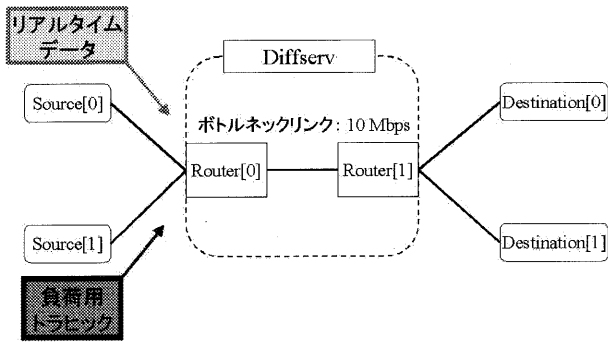 リアルタイム
データ
Diffserv
Source[0]
Destination[0]
ボトルネックリンク: 10 Mbps
Router[0]
Router[1]
Source[1]
Destination[1]
負荷用
トラヒック